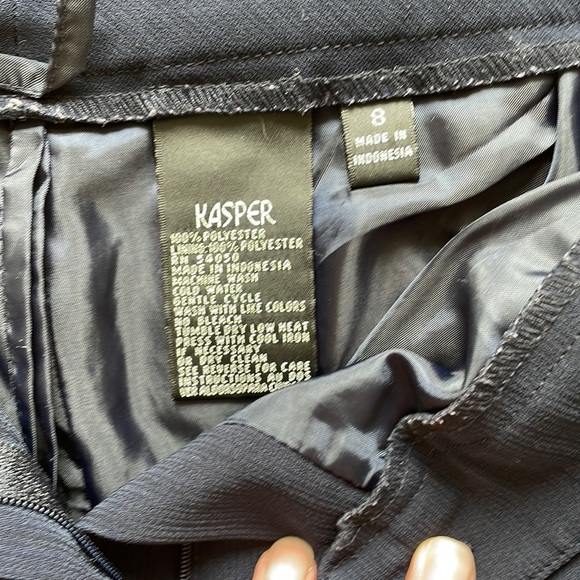 KASPER
100% POLYESTER
LINING 100% POLYESTER
RN 54050
MADE IN INDONESIA
MACHINE WASH
COLD WATER
GENTLE CYCLE
WASH WITH LIKE COLORS
NO BLEACH
TUMBLE DRY LOW HEAT
PRESS WITH COOL IRON
IF NECESSARY
OR DRY CLEAN
SEE REVERSE FOR CARE
INSTRUCTIONS AU DOS
8
MADE IN
INDONESIA